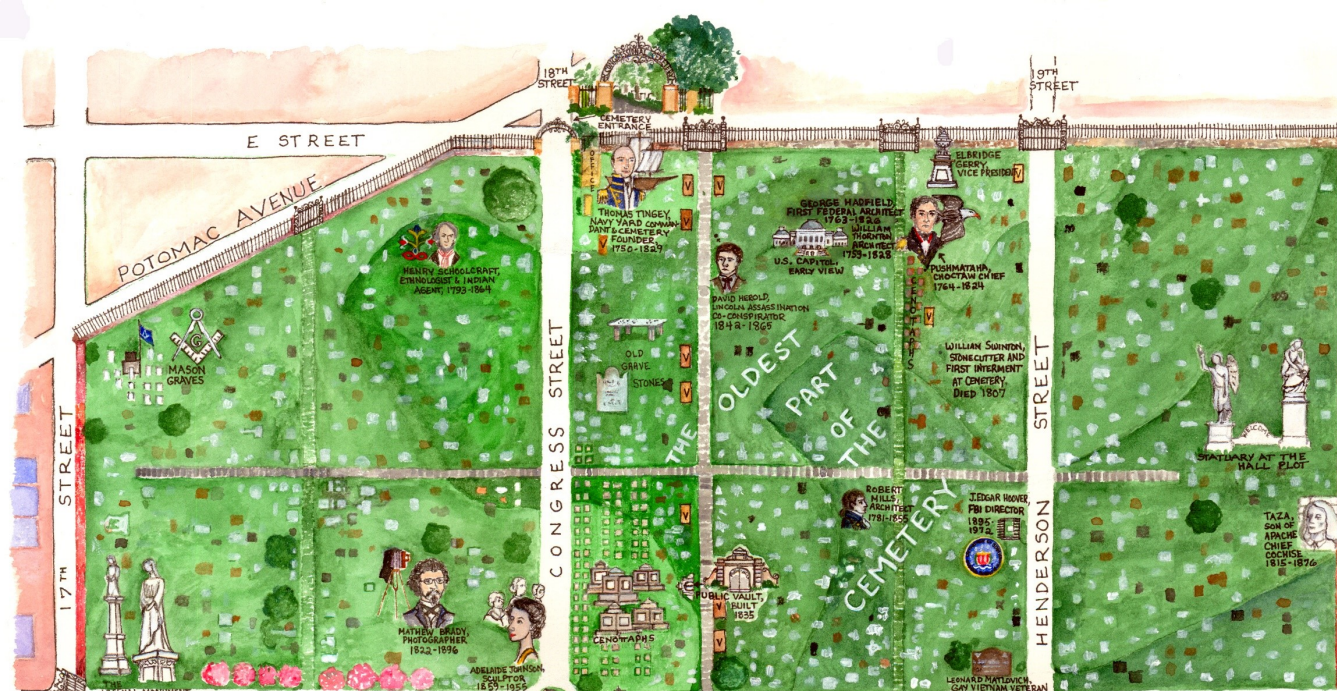 18TH
STREET
19TH
STREET
CEMETERY
ENTRANCE
E STREET
POTOMAC AVENUE
ELBRIDGE
GERRY,
VICE PRESIDENT
V
V
V
THOMAS TINGEY,
NAVY YARD COMMAN-
DANT & CEMETERY
FOUNDER,
1750-1829
V
V
GEORGE HADFIELD,
FIRST FEDERAL ARCHITECT
1763-1826
WILLIAM
THORNTON
ARCHITECT
1759-1828
U.S. CAPITOL,
EARLY VIEW
PUSHMATAHA,
CHOCTAW CHIEF
1764-1824
HENRY SCHOOLCRAFT,
ETHNOLOGIST & INDIAN
AGENT, 1793-1864
DAVID HEROLD,
LINCOLN ASSASSINATION
CO-CONSPIRATOR
1842-1865
CENOTAPHS
V
G
MASON
GRAVES
OLD
GRAVE
STONES
V
V
WILLIAM SWINTON,
STONECUTTER AND
FIRST INTERMENT
AT CEMETERY.
DIED 1807
THE
OLDEST
PART
OF
THE
CEMETERY
17TH STREET
CONGRESS STREET
HENDERSON STREET
WELCOME
STATUARY AT THE
HALL PLOT
V
ROBERT
MILLS,
ARCHITECT
1781-1855
J. EDGAR HOOVER,
FBI DIRECTOR
1895-
1972
TAZA,
SON OF
APACHE
CHIEF
COCHISE
1815-1876
PUBLIC VAULT,
BUILT
1835
V
V
CENOTAPHS
MATHEW BRADY,
PHOTOGRAPHER
1822-1896
ADELAIDE JOHNSON,
SCULPTOR
1859-1955
LEONARD MATLOVICH,
GAY VIETNAM VETERAN
THE